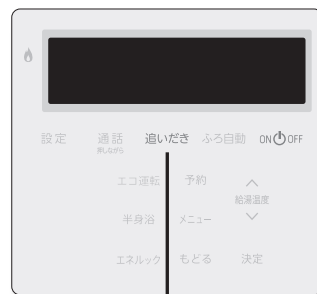 設定 通話 追いだき ふろ自動 ON OFF
押しながら
エコ運転 予約
給湯温度
半身浴 メニュー
エネルック もどる 決定